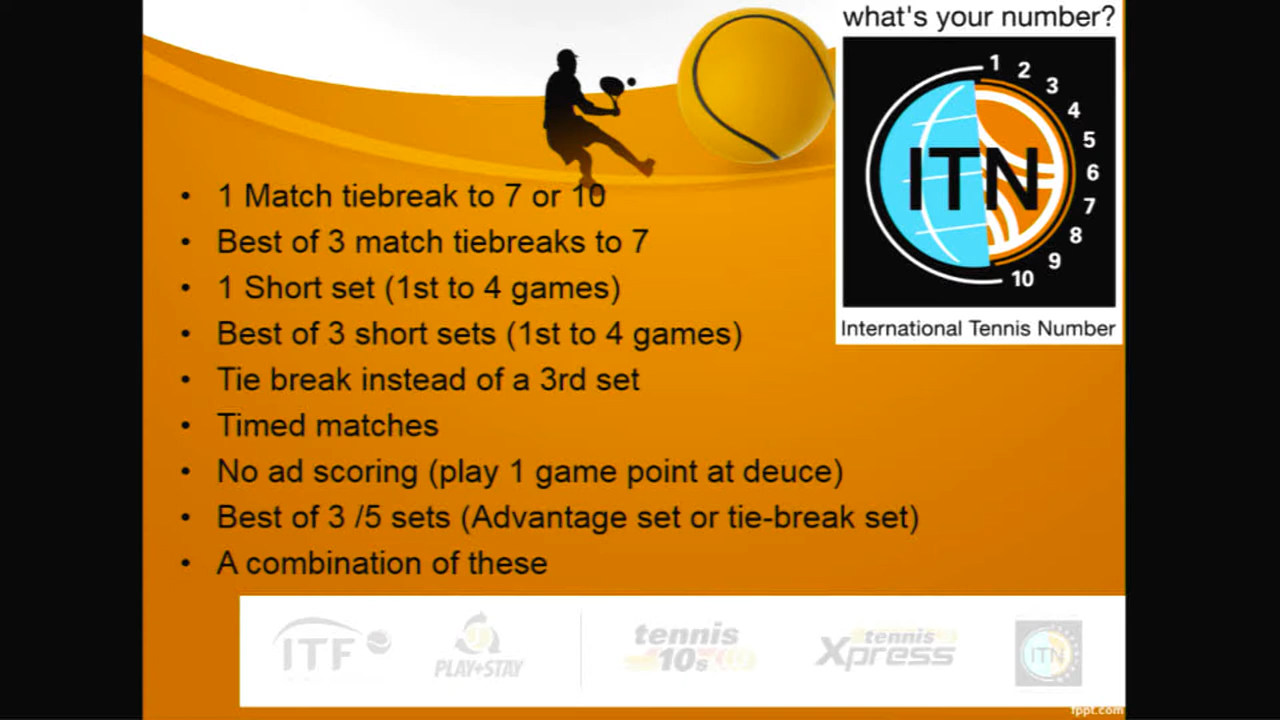 what's your number?
1
2
3
4
5
6
7
8
9
10
ITN
International Tennis Number
• 1 Match tiebreak to 7 or 10
• Best of 3 match tiebreaks to 7
• 1 Short set (1st to 4 games)
• Best of 3 short sets (1st to 4 games)
• Tie break instead of a 3rd set
• Timed matches
• No ad scoring (play 1 game point at deuce)
• Best of 3 /5 sets (Advantage set or tie-break set)
• A combination of these
ITF
PLAY+STAY
tennis
10s
tennis
Xpress
ITN
fppt.com